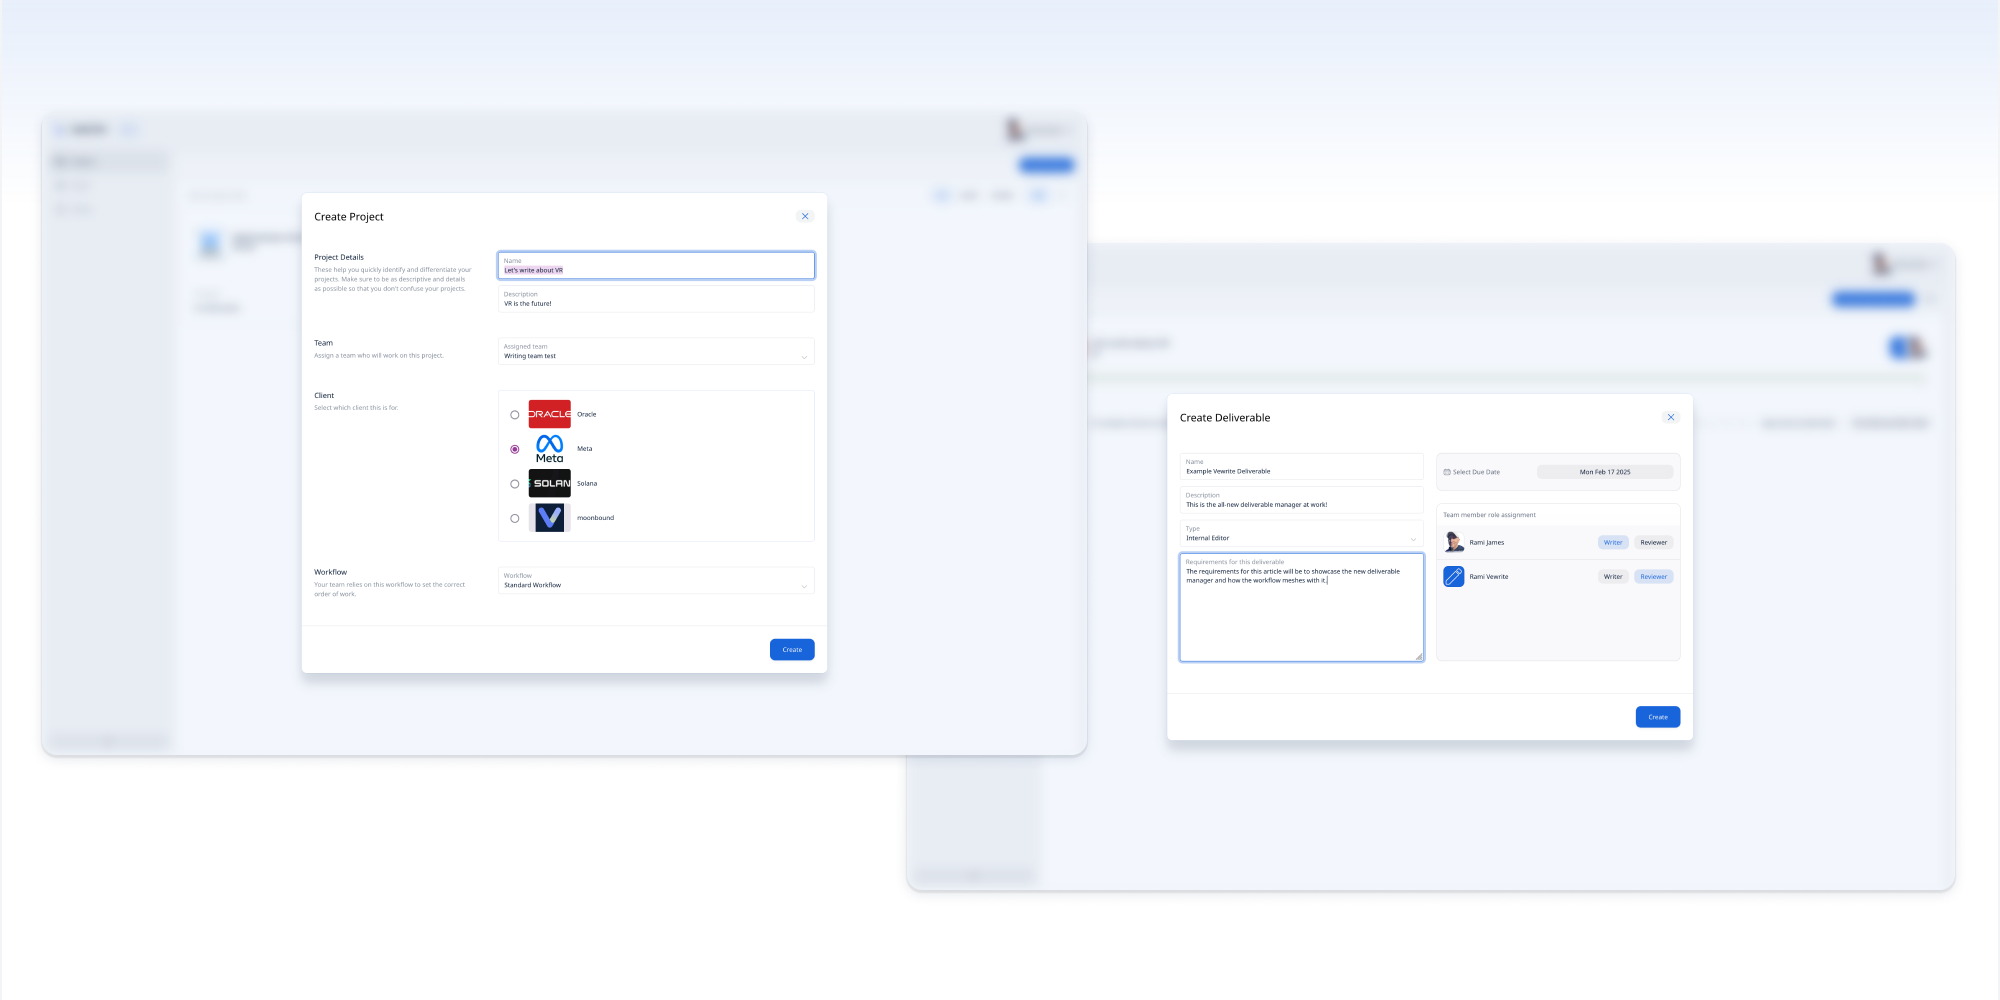 Create Project
Project Details
These help you quickly identify and differentiate your
projects. Make sure to be as descriptive and details
as possible so that you don't confuse your projects.
Name
Let's write about VR
Description
VR is the future!
Team
Assign a team who will work on this project.
Assigned team
Writing team test
Client
Select which client this is for.
ORACLE
Oracle
Meta
Meta
SOLAN
Solana
moonbound
Workflow
Your team relies on this workflow to set the correct
order of work.
Workflow
Standard Workflow
Create
Create Deliverable
Name
Example Vewrite Deliverable
Description
This is the all-new deliverable manager at work!
Type
Internal Editor
Requirements for this deliverable
The requirements for this article will be to showcase the new deliverable
manager and how the workflow meshes with it.
Select Due Date
Mon Feb 17 2025
Team member role assignment
Rami James
Writer
Reviewer
Rami Vewrite
Writer
Reviewer
Create